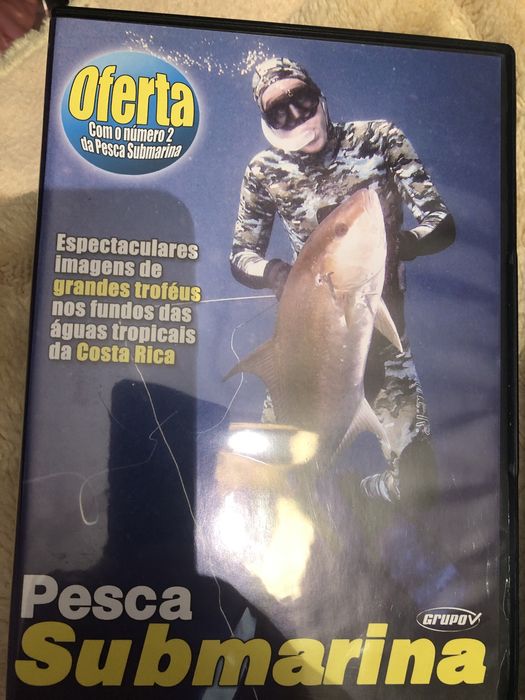 Oferta
Com o número 2
da Pesca Submarina
Espectaculares
imagens de
grandes troféus
nos fundos das
águas tropicais
da Costa Rica
Pesca
GRUPO V
Submarina